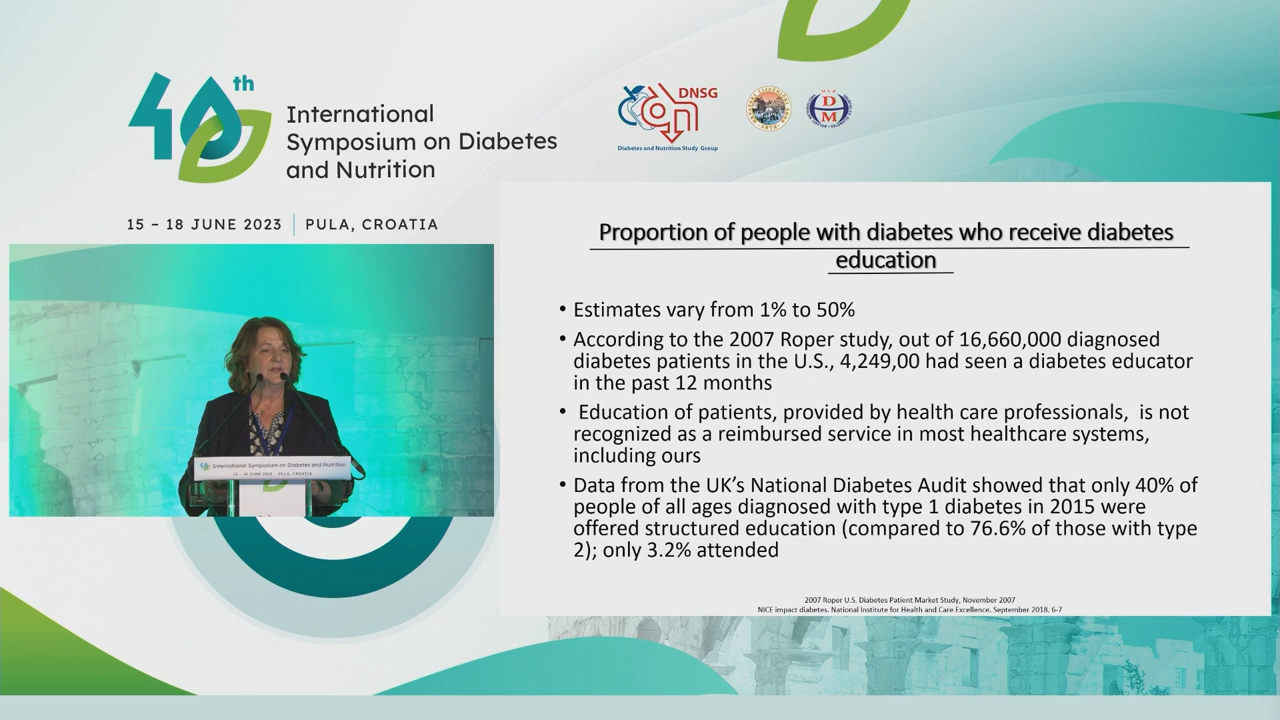 40th
International
Symposium on Diabetes
and Nutrition
15 – 18 JUNE 2023 | PULA, CROATIA
DNSG
Diabetes and Nutrition Study Group
DM
International Symposium on Diabetes and Nutrition
15 - 18 JUNE 2023 PULA, CROATIA
Proportion of people with diabetes who receive diabetes
education
• Estimates vary from 1% to 50%
• According to the 2007 Roper study, out of 16,660,000 diagnosed
diabetes patients in the U.S., 4,249,00 had seen a diabetes educator
in the past 12 months
• Education of patients, provided by health care professionals, is not
recognized as a reimbursed service in most healthcare systems,
including ours
• Data from the UK's National Diabetes Audit showed that only 40% of
people of all ages diagnosed with type 1 diabetes in 2015 were
offered structured education (compared to 76.6% of those with type
2); only 3.2% attended
2007 Roper U.S. Diabetes Patient Market Study, November 2007
NICE impact diabetes. National Institute for Health and Care Excellence. September 2018. 6-7